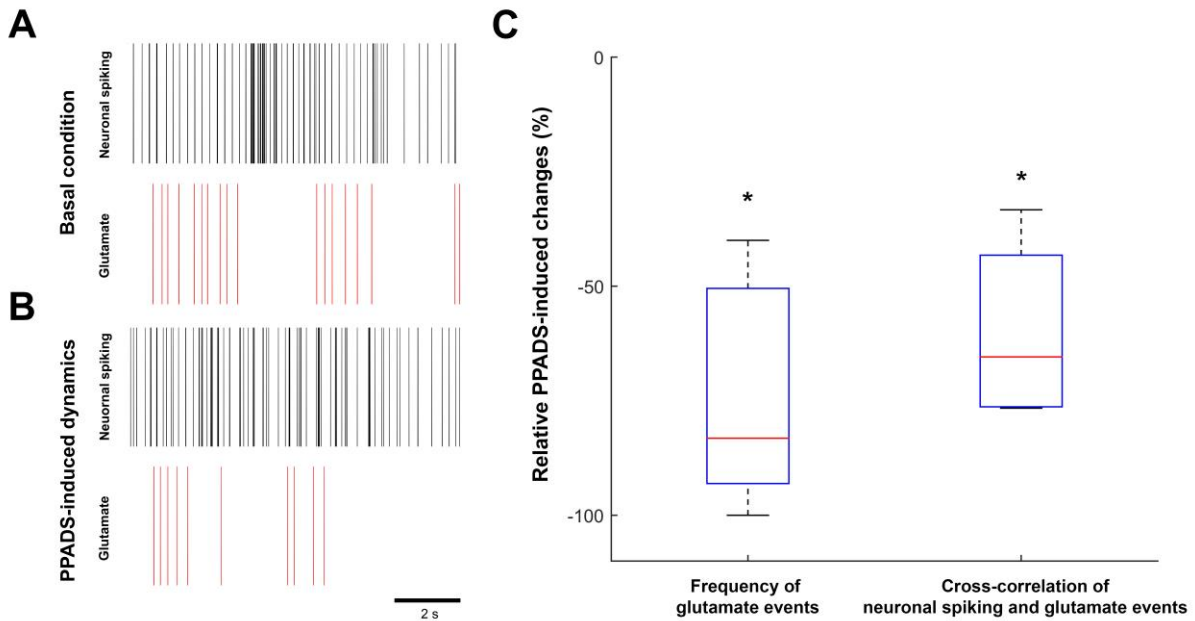 A
Basal condition
Neuronal spiking
Glutamate
B
PPADS-induced dynamics
Neuornal spiking
Glutamate
2 s
C
Relative PPADS-induced changes (%)
0
-50
-100
*
*
Frequency of
glutamate events
Cross-correlation of
neuronal spiking and glutamate events